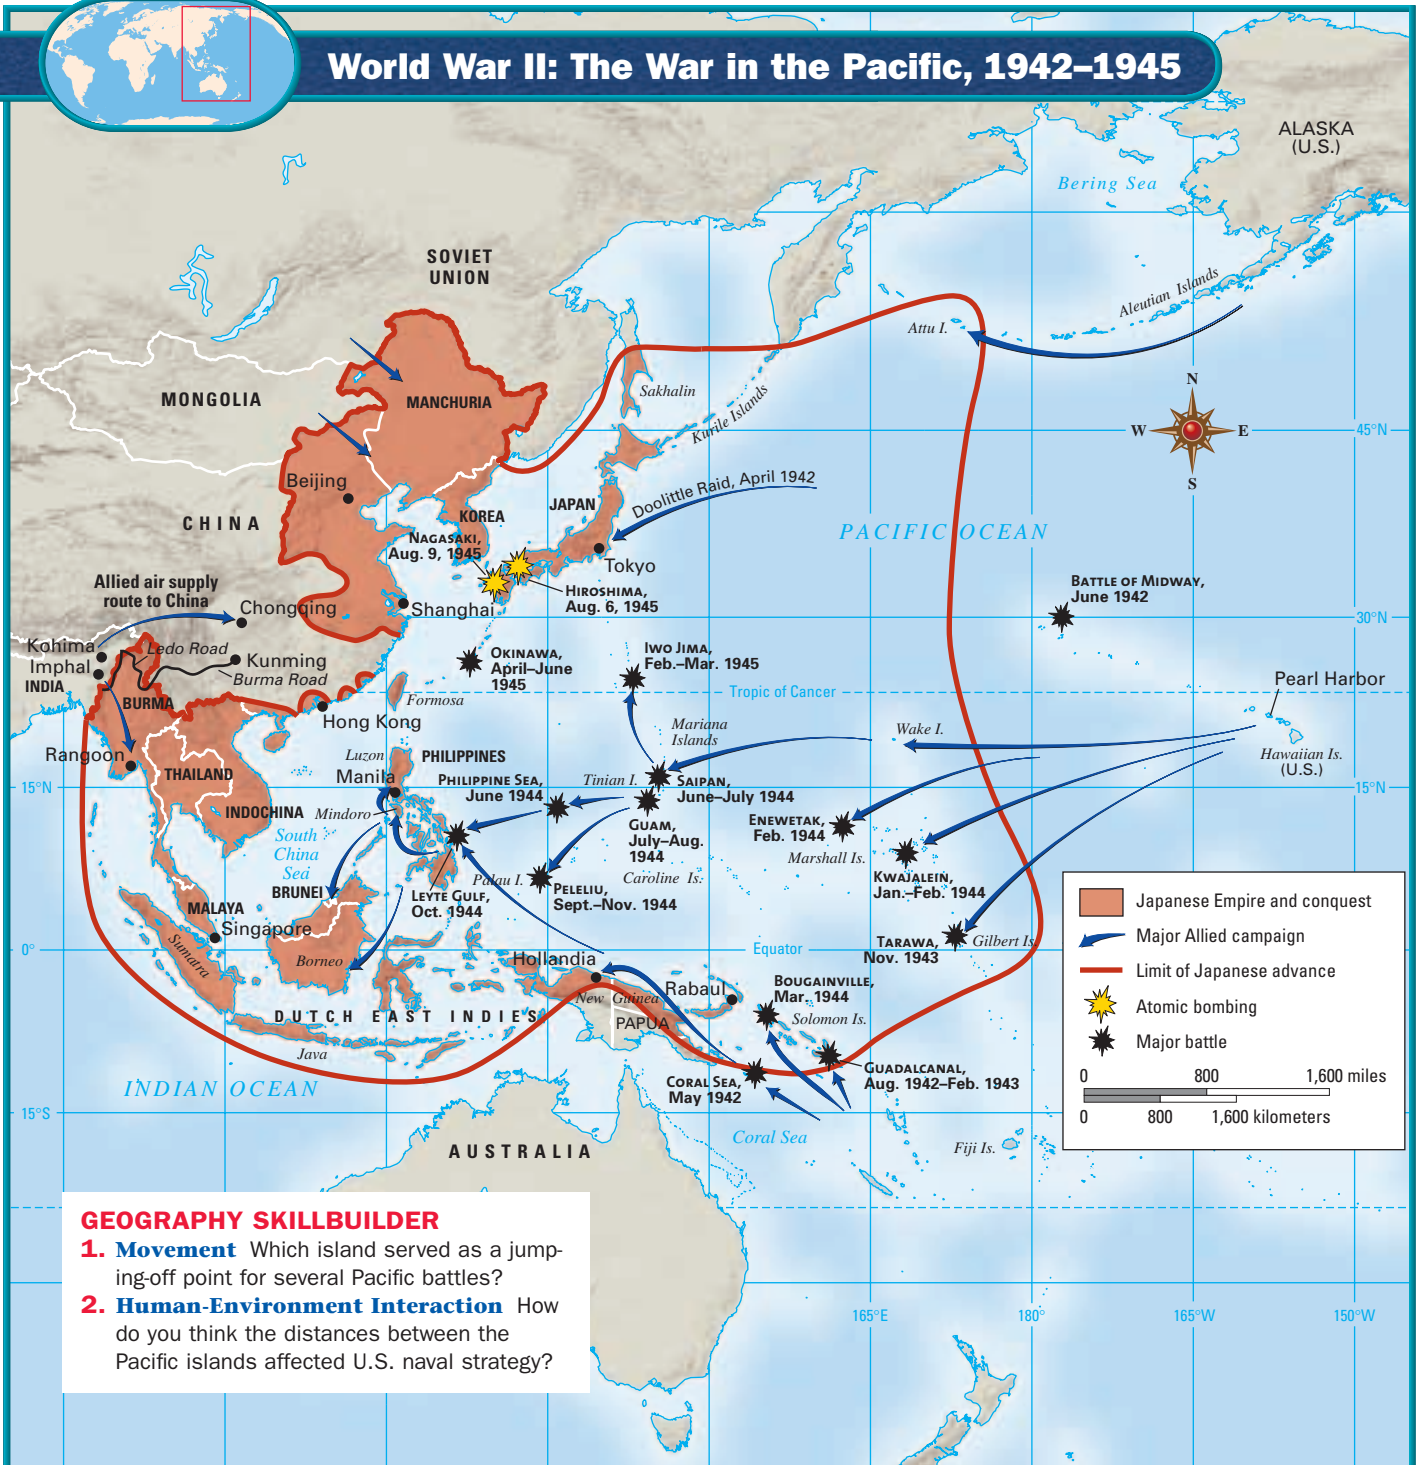 World War II: The War in the Pacific, 1942–1945
ALASKA
(U.S.)
Bering Sea
SOVIET
UNION
Aleutian Islands
Attu I.
MONGOLIA
MANCHURIA
Sakhalin
Kurile Islands
N
W
E
S
45°N
Beijing
Doolittle Raid, April 1942
JAPAN
CHINA
KOREA
PACIFIC OCEAN
NAGASAKI,
Aug. 9, 1945
Tokyo
HIROSHIMA,
Aug. 6, 1945
BATTLE OF MIDWAY,
June 1942
Allied air supply
route to China
Chongqing
Shanghai
30°N
Kohima
Imphal
INDIA
Ledo Road
Kunming
Burma Road
OKINAWA,
April–June
1945
IWO JIMA,
Feb.–Mar. 1945
Pearl Harbor
Tropic of Cancer
BURMA
Formosa
Hong Kong
Mariana
Islands
Wake I.
Hawaiian Is.
(U.S.)
Rangoon
Luzon
PHILIPPINES
THAILAND
Manila
PHILIPPINE SEA,
June 1944
Tinian I.
SAIPAN,
June–July 1944
15°N
15°N
INDOCHINA
Mindoro
GUAM,
July–Aug.
1944
ENEWETAK,
Feb. 1944
South
China
Sea
Marshall Is.
KWAJALEIN,
Jan.–Feb. 1944
BRUNEI
Palau I.
Caroline Is.
LEYTE GULF,
Oct. 1944
PELELIU,
Sept.–Nov. 1944
MALAYA
Singapore
Sumatra
0°
Borneo
Hollandia
Equator
TARAWA,
Nov. 1943
Gilbert Is.
New Guinea
Rabaul
BOUGAINVILLE,
Mar. 1944
Solomon Is.
DUTCH EAST INDIES
PAPUA
Java
INDIAN OCEAN
CORAL SEA,
May 1942
GUADALCANAL,
Aug. 1942–Feb. 1943
15°S
Coral Sea
Fiji Is.
AUSTRALIA
Japanese Empire and conquest
Major Allied campaign
Limit of Japanese advance
Atomic bombing
Major battle
0 800 1,600 miles
0 800 1,600 kilometers
GEOGRAPHY SKILLBUILDER
1. Movement Which island served as a jump-
ing-off point for several Pacific battles?
2. Human-Environment Interaction How
do you think the distances between the
Pacific islands affected U.S. naval strategy?
165°E
180°
165°W
150°W